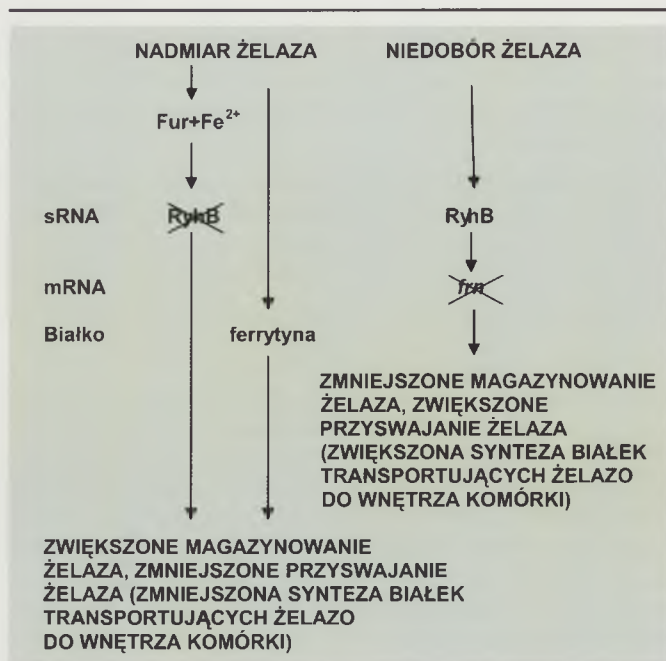 NADMIAR ŻELAZA NIEDOBÓR ŻELAZA
Fur+Fe2+
sRNA RyhB RyhB
mRNA frn
Białko ferrytyna
ZMNIEJSZONE MAGAZYNOWANIE
ŻELAZA, ZWIĘKSZONE
PRZYSWAJANIE ŻELAZA
(ZWIĘKSZONA SYNTEZA BIAŁEK
TRANSPORTUJĄCYCH ŻELAZO
DO WNĘTRZA KOMÓRKI)
ZWIĘKSZONE MAGAZYNOWANIE
ŻELAZA, ZMNIEJSZONE PRZYSWAJANIE
ŻELAZA (ZMNIEJSZONA SYNTEZA BIAŁEK
TRANSPORTUJĄCYCH ŻELAZO
DO WNĘTRZA KOMÓRKI)